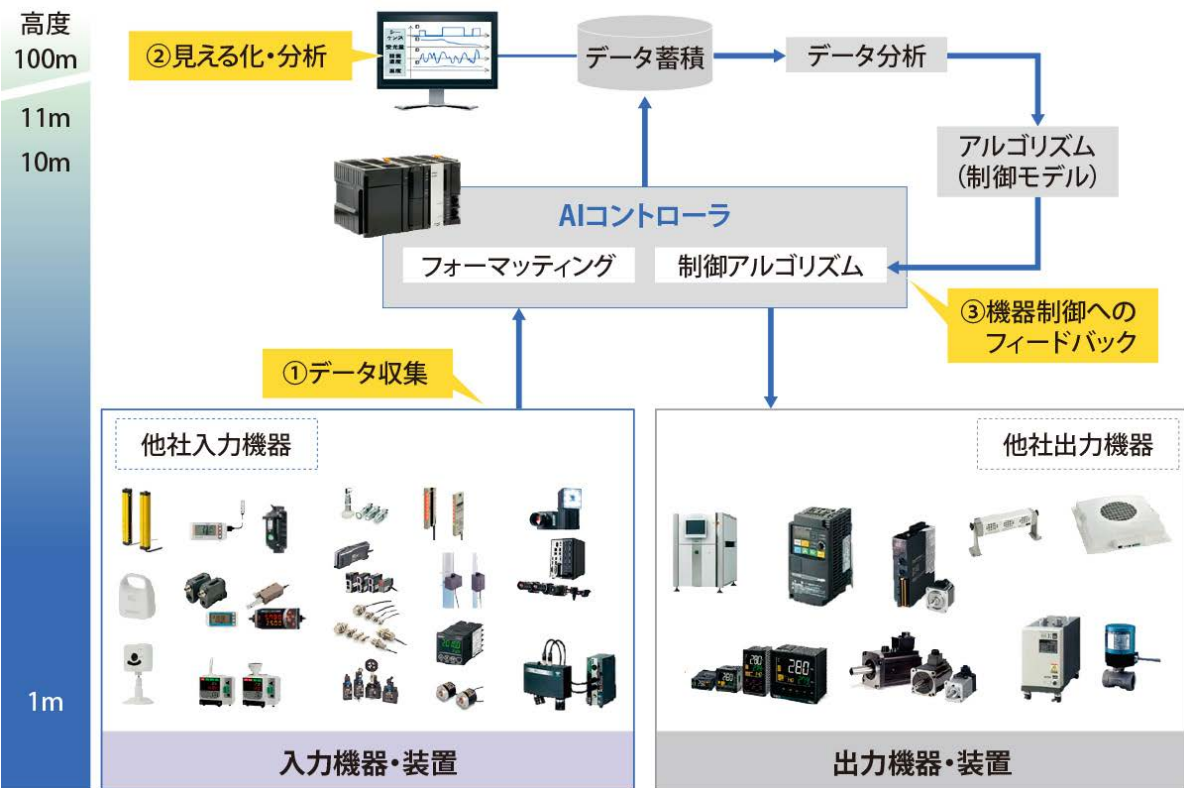 高度
100m
11m
10m
1m
②見える化・分析
データ蓄積
データ分析
アルゴリズム
(制御モデル)
AIコントローラ
フォーマッティング
制御アルゴリズム
③機器制御への
フィードバック
①データ収集
他社入力機器
他社出力機器
入力機器・装置
出力機器・装置